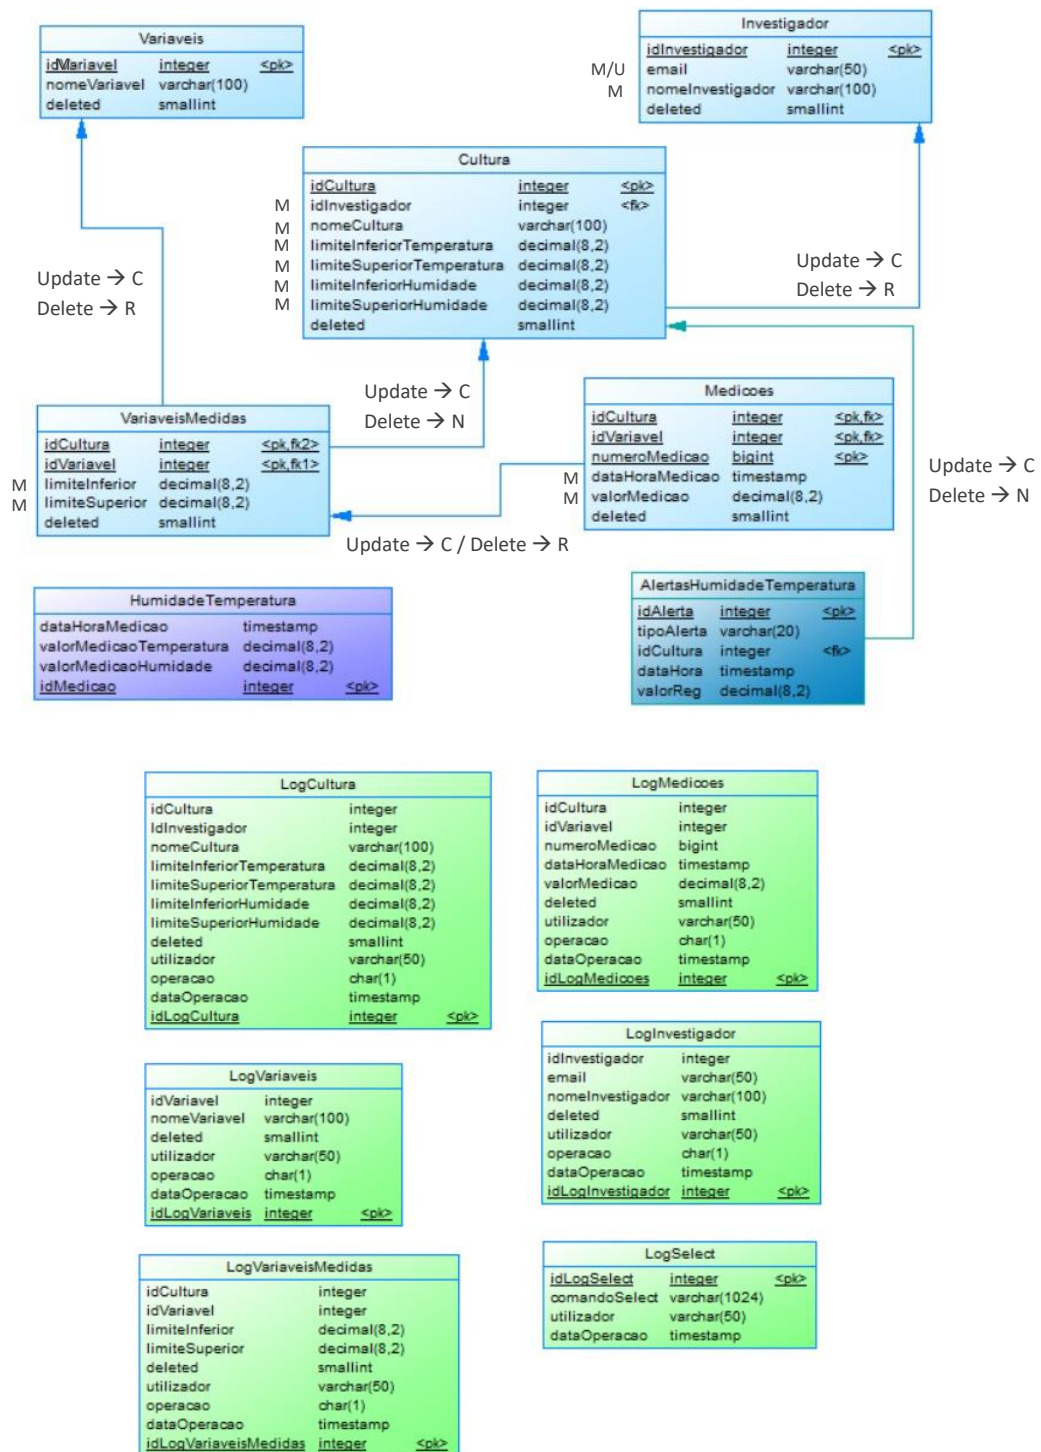 Variaveis
idVariavel integer <pk>
M
nomeVariavel varchar(100)
deleted smallint
Investigador
idInvestigador integer <pk>
M/U email varchar(50)
M nomeInvestigador varchar(100)
deleted smallint
Cultura
idCultura integer <pk>
M idInvestigador integer <fk>
M nomeCultura varchar(100)
M limiteInferiorTemperatura decimal(8,2)
M limiteSuperiorTemperatura decimal(8,2)
M limiteInferiorHumidade decimal(8,2)
M limiteSuperiorHumidade decimal(8,2)
deleted smallint
Update → C
Delete → R
Update → C
Delete → R
Update → C
Delete → N
VariaveisMedidas
idCultura integer <pk,fk2>
idVariavel integer <pk,fk1>
M limiteInferior decimal(8,2)
M limiteSuperior decimal(8,2)
deleted smallint
Medicoes
idCultura integer <pk,fk>
idVariavel integer <pk,fk>
numeroMedicao bigint <pk>
M dataHoraMedicao timestamp
M valorMedicao decimal(8,2)
deleted smallint
Update → C
Delete → N
Update → C / Delete → R
HumidadeTemperatura
dataHoraMedicao timestamp
valorMedicaoTemperatura decimal(8,2)
valorMedicaoHumidade decimal(8,2)
idMedicao integer <pk>
AlertasHumidadeTemperatura
idAlerta integer <pk>
tipoAlerta varchar(20)
idCultura integer <fk>
dataHora timestamp
valorReg decimal(8,2)
LogCultura
idCultura integer
IdInvestigador integer
nomeCultura varchar(100)
limiteInferiorTemperatura decimal(8,2)
limiteSuperiorTemperatura decimal(8,2)
limiteInferiorHumidade decimal(8,2)
limiteSuperiorHumidade decimal(8,2)
deleted smallint
utilizador varchar(50)
operacao char(1)
dataOperacao timestamp
idLogCultura integer <pk>
LogMedicoes
idCultura integer
idVariavel integer
numeroMedicao bigint
dataHoraMedicao timestamp
valorMedicao decimal(8,2)
deleted smallint
utilizador varchar(50)
operacao char(1)
dataOperacao timestamp
idLogMedicoes integer <pk>
LogVariaveis
idVariavel integer
nomeVariavel varchar(100)
deleted smallint
utilizador varchar(50)
operacao char(1)
dataOperacao timestamp
idLogVariaveis integer <pk>
LogInvestigador
idInvestigador integer
email varchar(50)
nomeInvestigador varchar(100)
deleted smallint
utilizador varchar(50)
operacao char(1)
dataOperacao timestamp
idLogInvestigador integer <pk>
LogVariaveisMedidas
idCultura integer
idVariavel integer
limiteInferior decimal(8,2)
limiteSuperior decimal(8,2)
deleted smallint
utilizador varchar(50)
operacao char(1)
dataOperacao timestamp
idLogVariaveisMedidas integer <pk>
LogSelect
idLogSelect integer <pk>
comandoSelect varchar(1024)
utilizador varchar(50)
dataOperacao timestamp